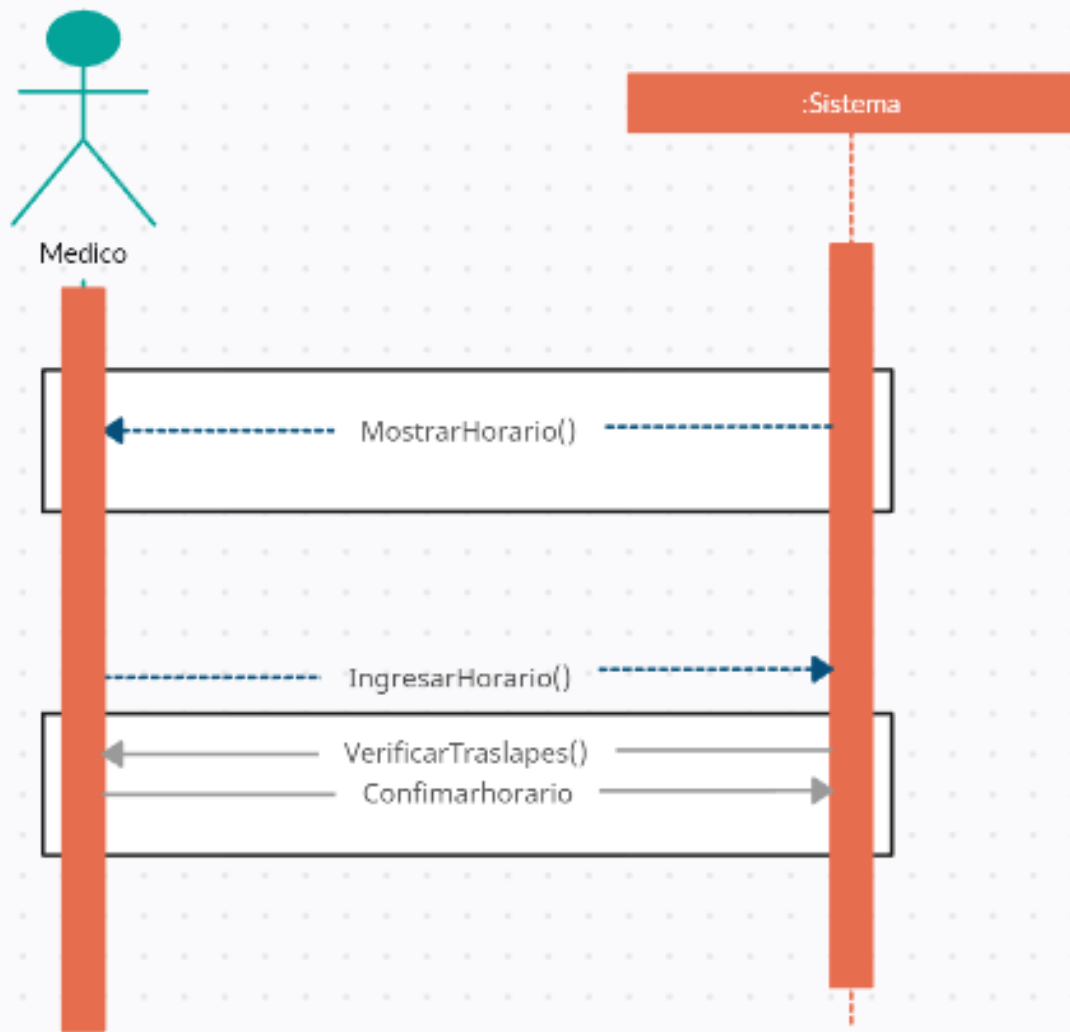 :Sistema
Medico
MostrarHorario()
IngresarHorario()
VerificarTraslapes()
Confimarhorario